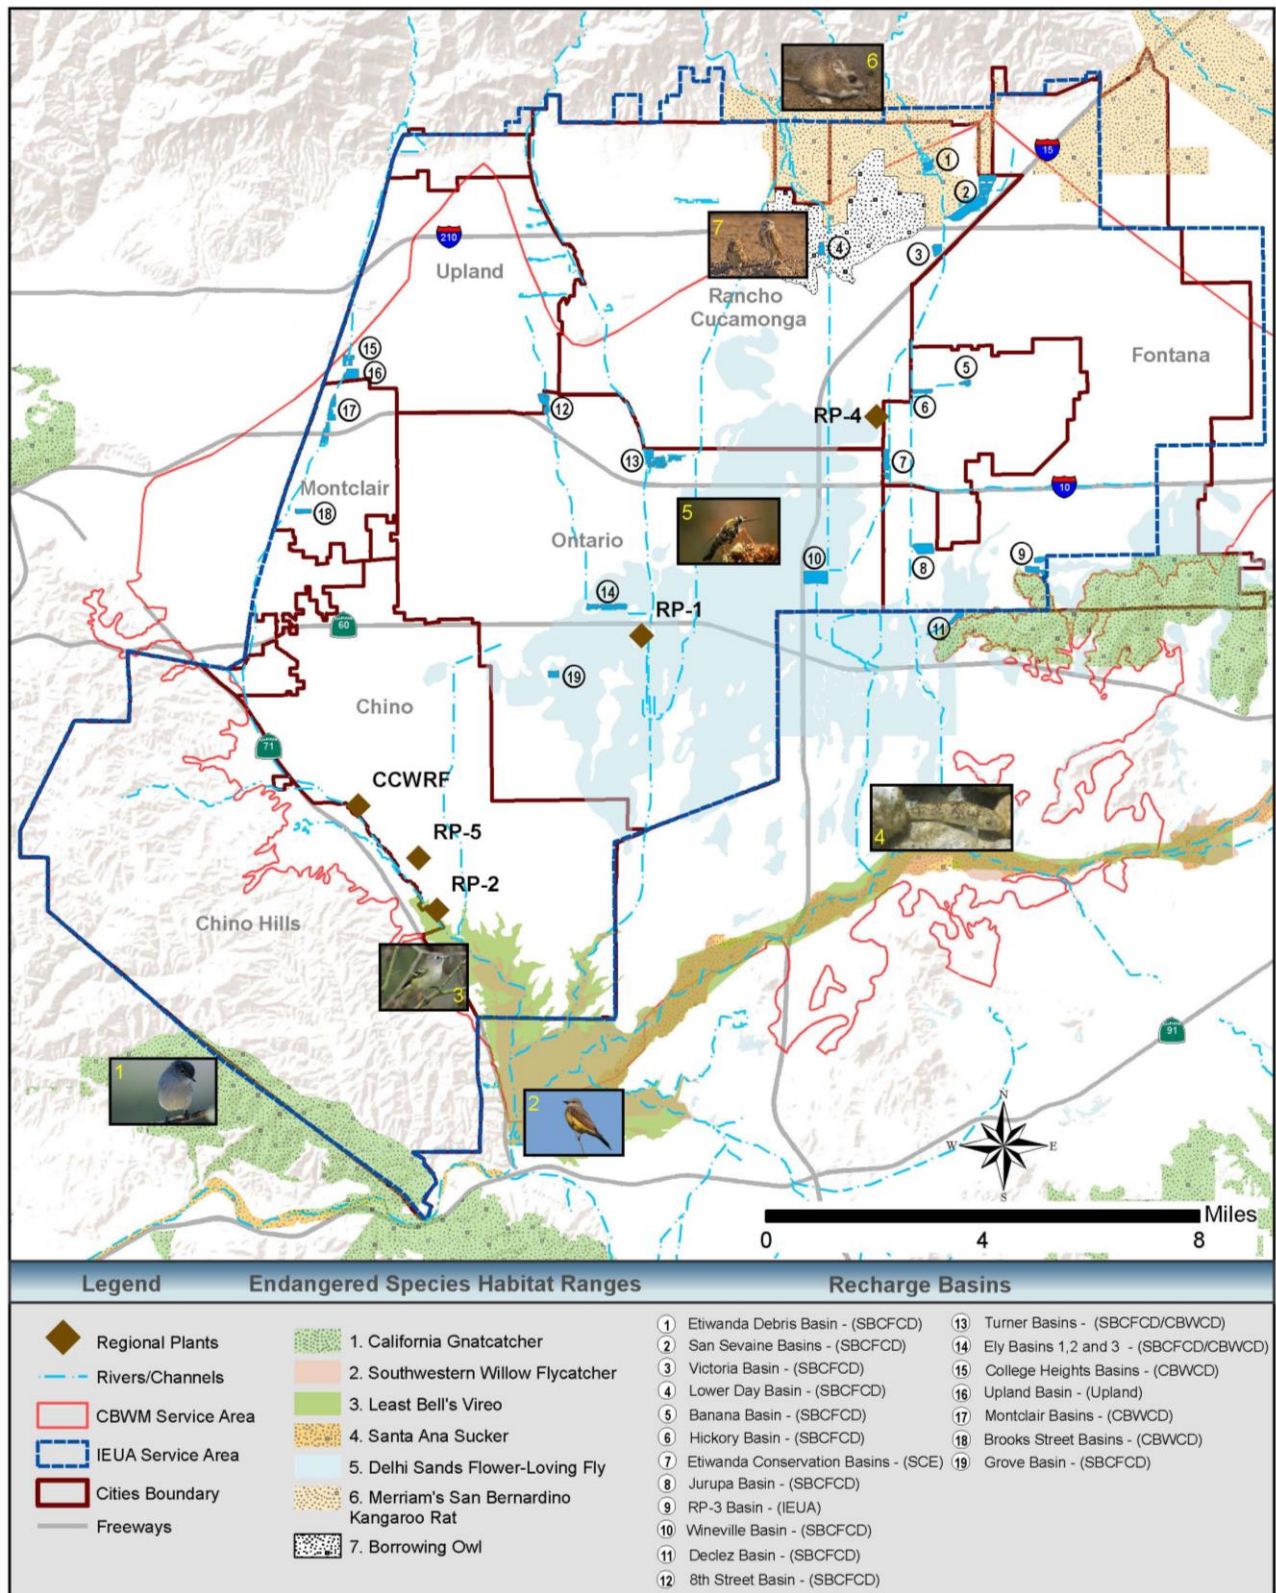 6
1
15
2
7
4
3
210
Upland
Rancho
Cucamonga
15
5
Fontana
16
6
17
12
RP-4
13
7
Montclair
10
18
5
Ontario
10
9
8
14
RP-1
11
60
19
Chino
71
CCWRF
4
RP-5
RP-2
Chino Hills
3
91
1
2
N
W E
S
Miles
0 4 8
Legend
Endangered Species Habitat Ranges
Recharge Basins
Regional Plants
Rivers/Channels
CBWM Service Area
IEUA Service Area
Cities Boundary
Freeways
1. California Gnatcatcher
2. Southwestern Willow Flycatcher
3. Least Bell's Vireo
4. Santa Ana Sucker
5. Delhi Sands Flower-Loving Fly
6. Merriam's San Bernardino
Kangaroo Rat
7. Borrowing Owl
1 Etiwanda Debris Basin - (SBCFCD)
2 San Sevaine Basins - (SBCFCD)
3 Victoria Basin - (SBCFCD)
4 Lower Day Basin - (SBCFCD)
5 Banana Basin - (SBCFCD)
6 Hickory Basin - (SBCFCD)
7 Etiwanda Conservation Basins - (SCE)
8 Jurupa Basin - (SBCFCD)
9 RP-3 Basin - (IEUA)
10 Wineville Basin - (SBCFCD)
11 Declez Basin - (SBCFCD)
12 8th Street Basin - (SBCFCD)
13 Turner Basins - (SBCFCD/CBWCD)
14 Ely Basins 1,2 and 3 - (SBCFCD/CBWCD)
15 College Heights Basins - (CBWCD)
16 Upland Basin - (Upland)
17 Montclair Basins - (CBWCD)
18 Brooks Street Basins - (CBWCD)
19 Grove Basin - (SBCFCD)